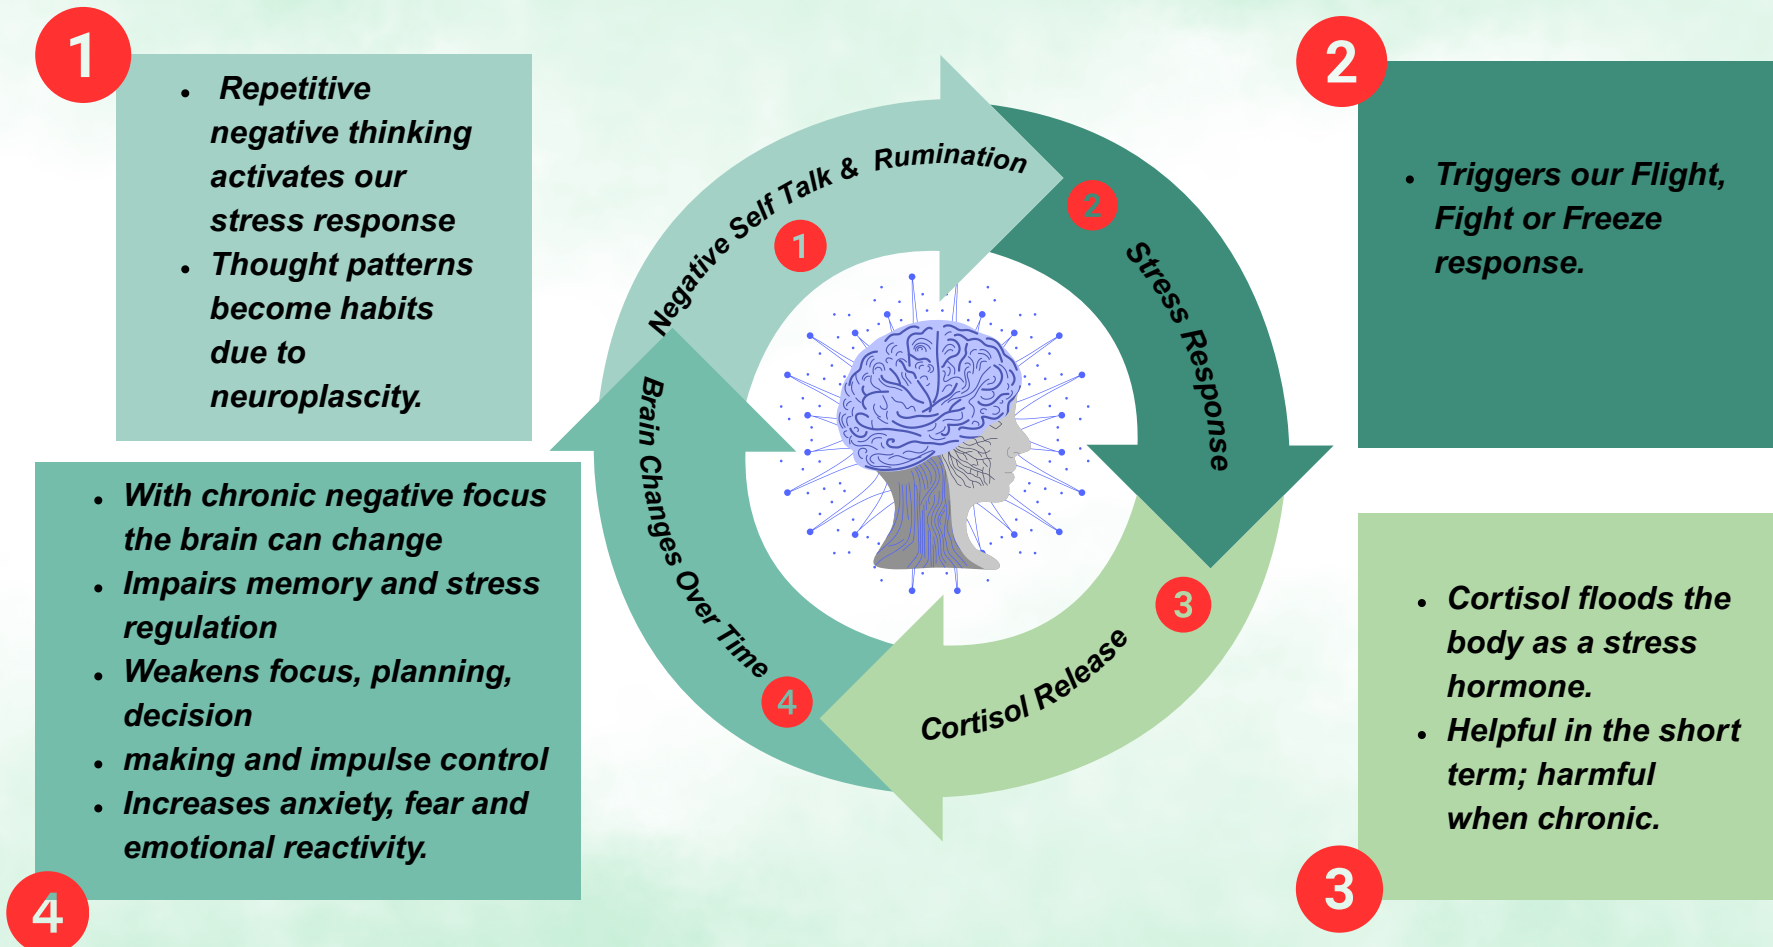 1
• Repetitive
negative thinking
activates our
stress response
• Thought patterns
become habits
due to
neuroplascity.
2
• Triggers our Flight,
Fight or Freeze
response.
Negative Self Talk & Rumination
1
2
Stress Response
3
Cortisol Release
Brain Changes Over Time
4
• With chronic negative focus
the brain can change
• Impairs memory and stress
regulation
• Weakens focus, planning,
decision
• making and impulse control
• Increases anxiety, fear and
emotional reactivity.
4
• Cortisol floods the
body as a stress
hormone.
• Helpful in the short
term; harmful
when chronic.
3